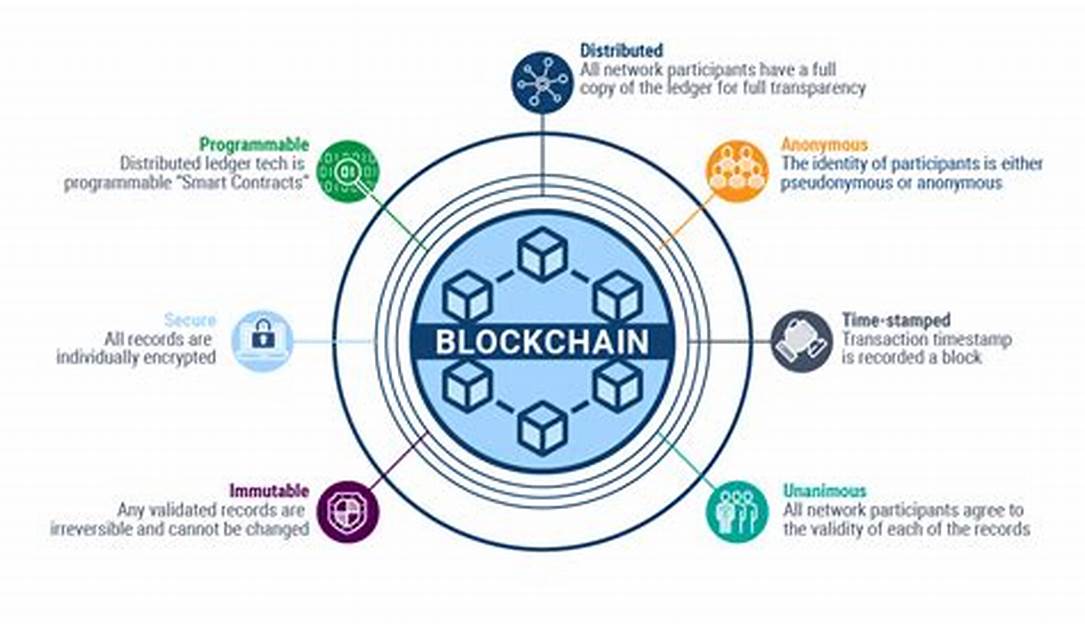 Distributed
All network participants have a full
copy of the ledger for full transparency
Programmable
Distributed ledger tech is
programmable "Smart Contracts"
Anonymous
The identity of participants is either
pseudonymous or anonymous
Secure
All records are
individually encrypted
BLOCKCHAIN
Time-stamped
Transaction timestamp
is recorded a block
Immutable
Any validated records are
irreversible and cannot be changed
Unanimous
All network participants agree to
the validity of each of the records